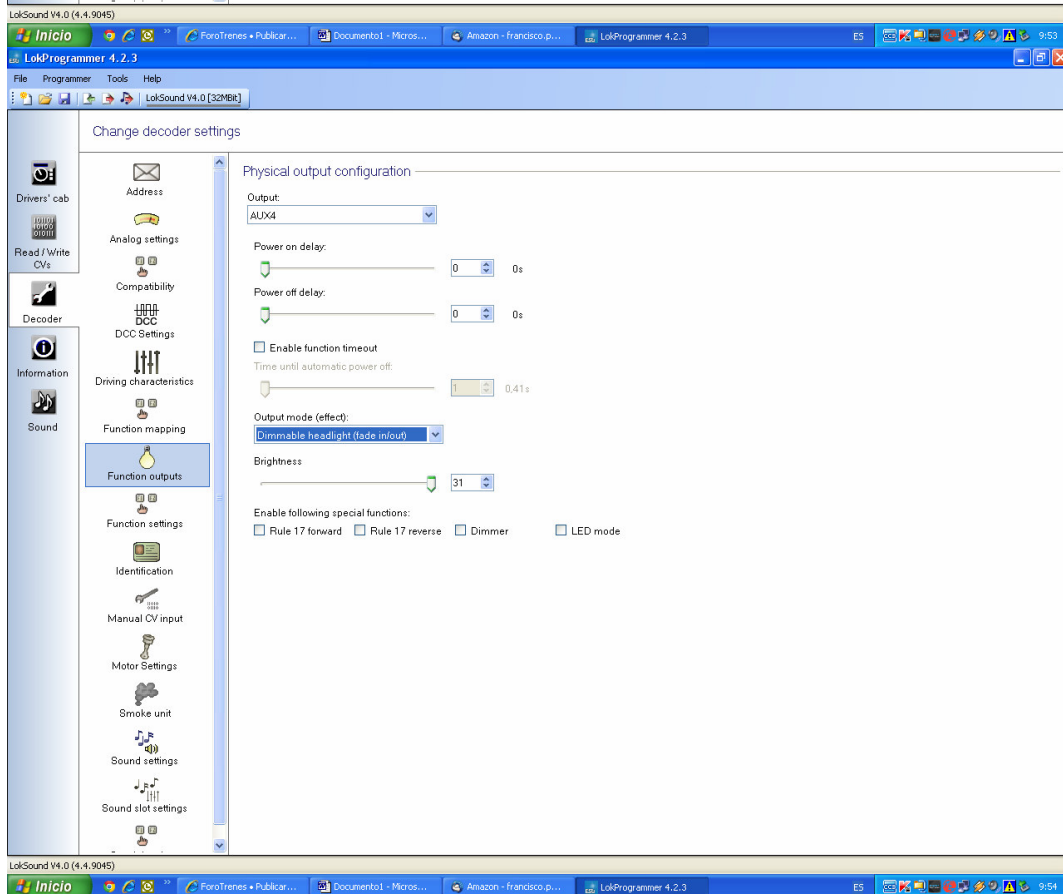 LokSound V4.0 (4.4.9045)
Inicio » ForoTrenes • Publicar... Documento1 - Micros... Amazon - francisco.p... LokProgrammer 4.2.3 ES 9:53
LokProgrammer 4.2.3
File Programmer Tools Help
LokSound V4.0 [32MBit]
Change decoder settings
Drivers' cab
Read / Write CVs
Decoder
Information
Sound
Address
Analog settings
Compatibility
DCC
DCC Settings
Driving characteristics
Function mapping
Function outputs
Function settings
Identification
Manual CV input
Motor Settings
Smoke unit
Sound settings
Sound slot settings
Physical output configuration
Output:
AUX4
Power on delay:
0 0s
Power off delay:
0 0s
Enable function timeout
Time until automatic power off:
1 0,41s
Output mode (effect):
Dimmable headlight (fade in/out)
Brightness
31
Enable following special functions:
Rule 17 forward Rule 17 reverse Dimmer LED mode
LokSound V4.0 (4.4.9045)
Inicio » ForoTrenes • Publicar... Documento1 - Micros... Amazon - francisco.p... LokProgrammer 4.2.3 ES 9:54